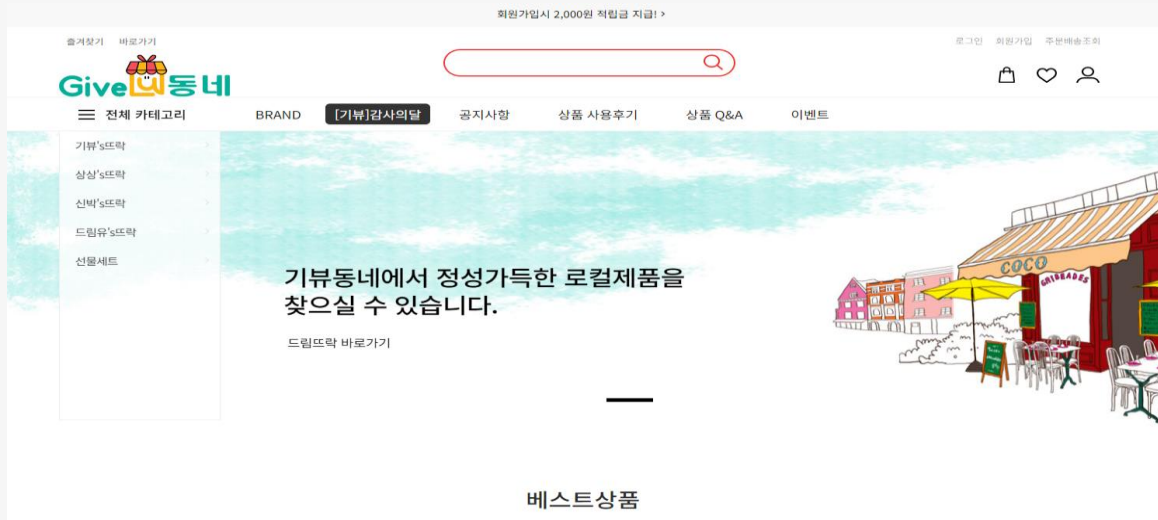 회원가입시 2,000원 적립금 지급! >
즐겨찾기 바로가기
로그인 회원가입 주문배송조회
Give 동네
전체 카테고리 BRAND [기뷰]감사의달 공지사항 상품 사용후기 상품 Q&A 이벤트
기뷰's뜨락
상상's뜨락
신박's뜨락
드림유's뜨락
선물세트
기뷰동네에서 정성가득한 로컬제품을
찾으실 수 있습니다.
드림뜨락 바로가기
COCO
베스트상품